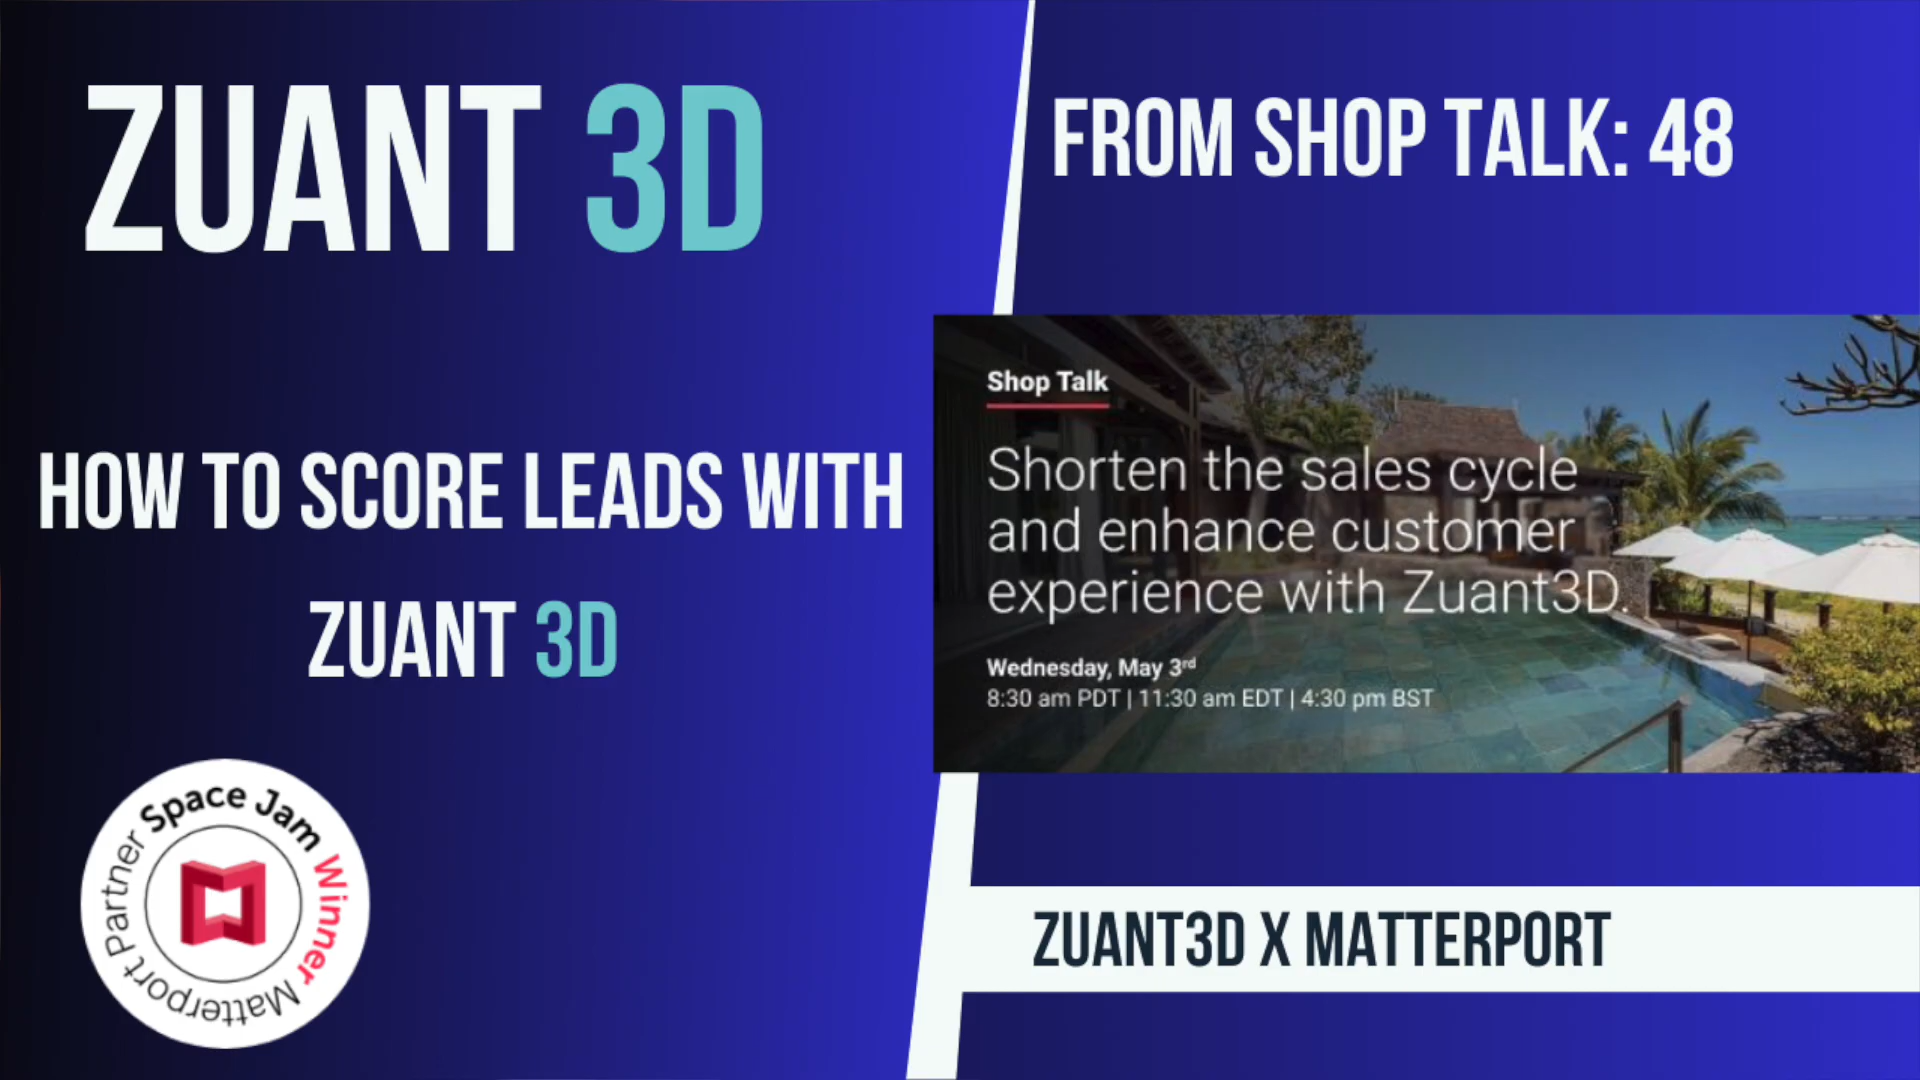 ZUANT 3D
HOW TO SCORE LEADS WITH
ZUANT 3D
Matterport Partner Space Jam Winner
FROM SHOP TALK: 48
Shop Talk
Shorten the sales cycle
and enhance customer
experience with Zuant3D.
Wednesday, May 3rd
8:30 am PDT | 11:30 am EDT | 4:30 pm BST
ZUANT3D X MATTERPORT